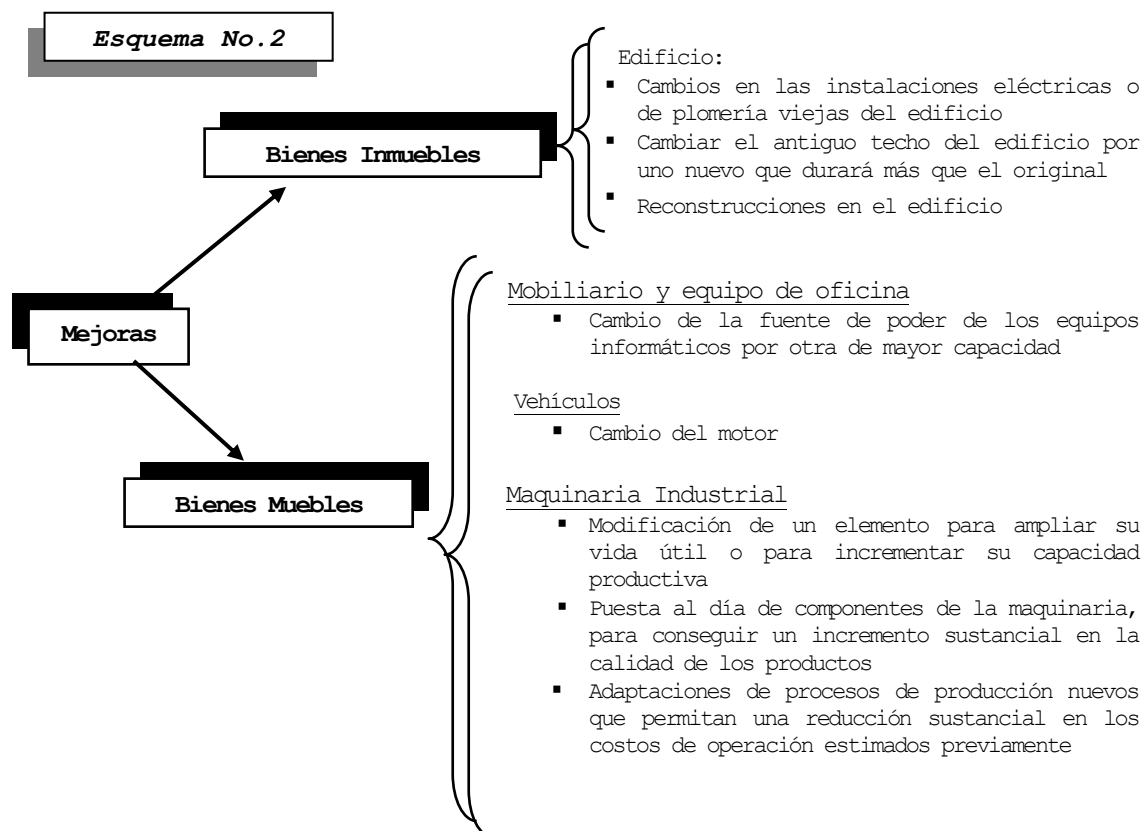 Esquema No.2
Edificio:
▪ Cambios en las instalaciones eléctricas o
de plomería viejas del edificio
▪ Cambiar el antiguo techo del edificio por
uno nuevo que durará más que el original
▪ Reconstrucciones en el edificio
Bienes Inmuebles
Mejoras
Bienes Muebles
Mobiliario y equipo de oficina
▪ Cambio de la fuente de poder de los equipos
informáticos por otra de mayor capacidad
Vehículos
▪ Cambio del motor
Maquinaria Industrial
▪ Modificación de un elemento para ampliar su
vida útil o para incrementar su capacidad
productiva
▪ Puesta al día de componentes de la maquinaria,
para conseguir un incremento sustancial en la
calidad de los productos
▪ Adaptaciones de procesos de producción nuevos
que permitan una reducción sustancial en los
costos de operación estimados previamente